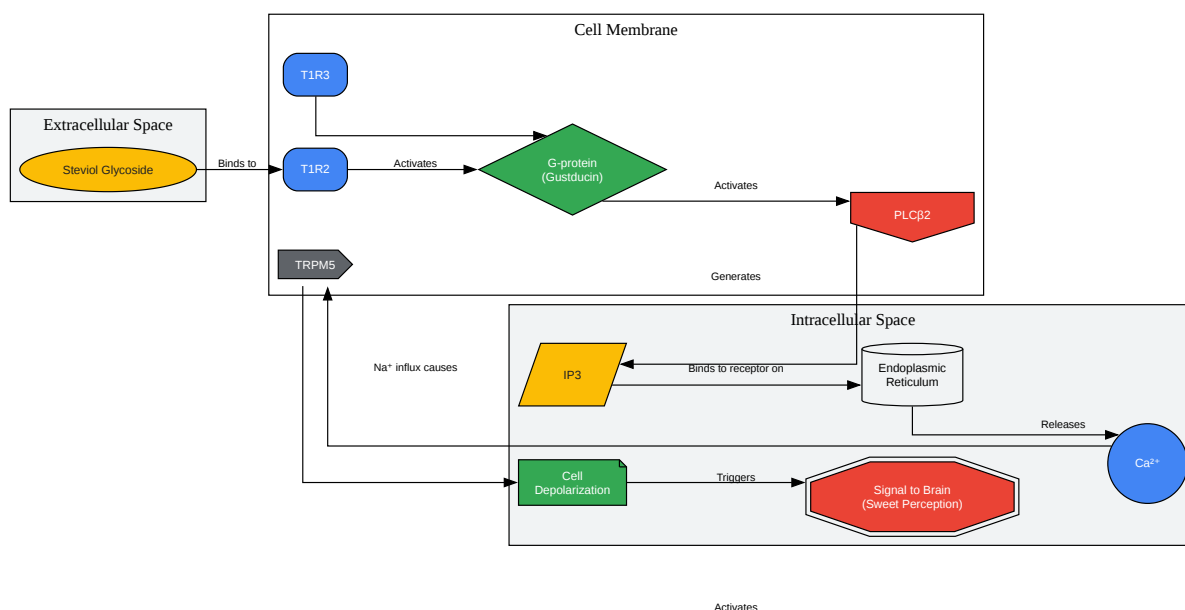 Cell Membrane
T1R3
Extracellular Space
Steviol Glycoside
Binds to
T1R2
Activates
G-protein
(Gustducin)
Activates
PLCβ2
TRPM5
Generates
Intracellular Space
Na⁺ influx causes
IP3
Binds to receptor on
Endoplasmic
Reticulum
Releases
Ca²⁺
Cell
Depolarization
Triggers
Signal to Brain
(Sweet Perception)
Activates